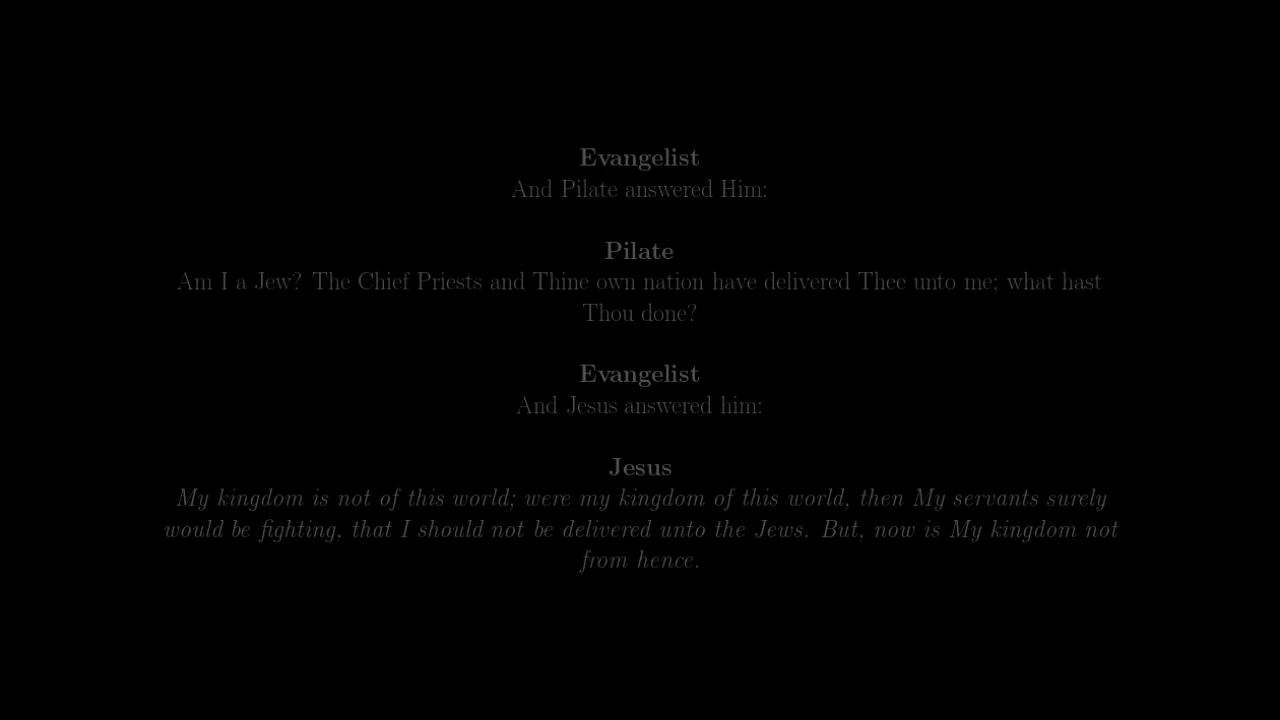 Evangelist
And Pilate answered Him:
Pilate
Am I a Jew? The Chief Priests and Thine own nation have delivered Thee unto me; what hast
Thou done?
Evangelist
And Jesus answered him:
Jesus
My kingdom is not of this world; were my kingdom of this world, then My servants surely
would be fighting, that I should not be delivered unto the Jews. But, now is My kingdom not
from hence.